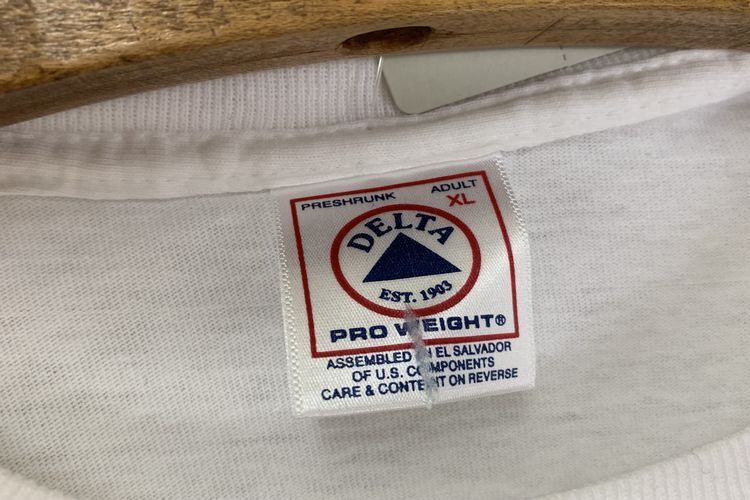 PRESHRUNK ADULT
XL
DELTA
EST. 1903
PRO WEIGHT®
ASSEMBLED IN EL SALVADOR
OF U.S. COMPONENTS
CARE & CONTENT ON REVERSE